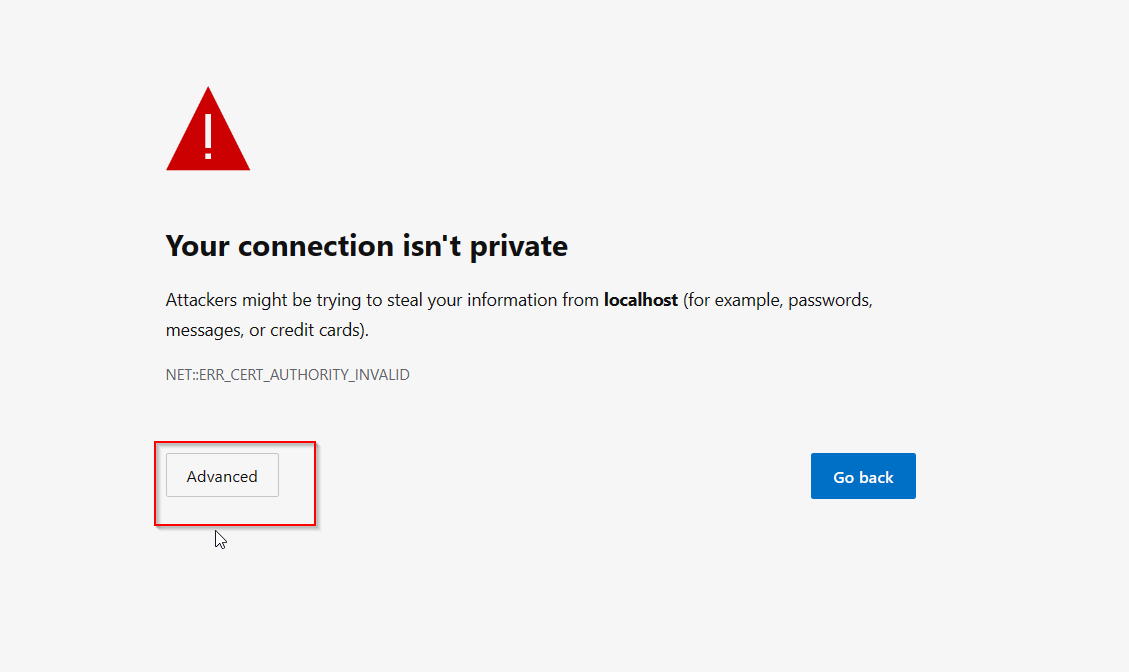 Your connection isn't private
Attackers might be trying to steal your information from localhost (for example, passwords,
messages, or credit cards).
NET::ERR_CERT_AUTHORITY_INVALID
Advanced
Go back